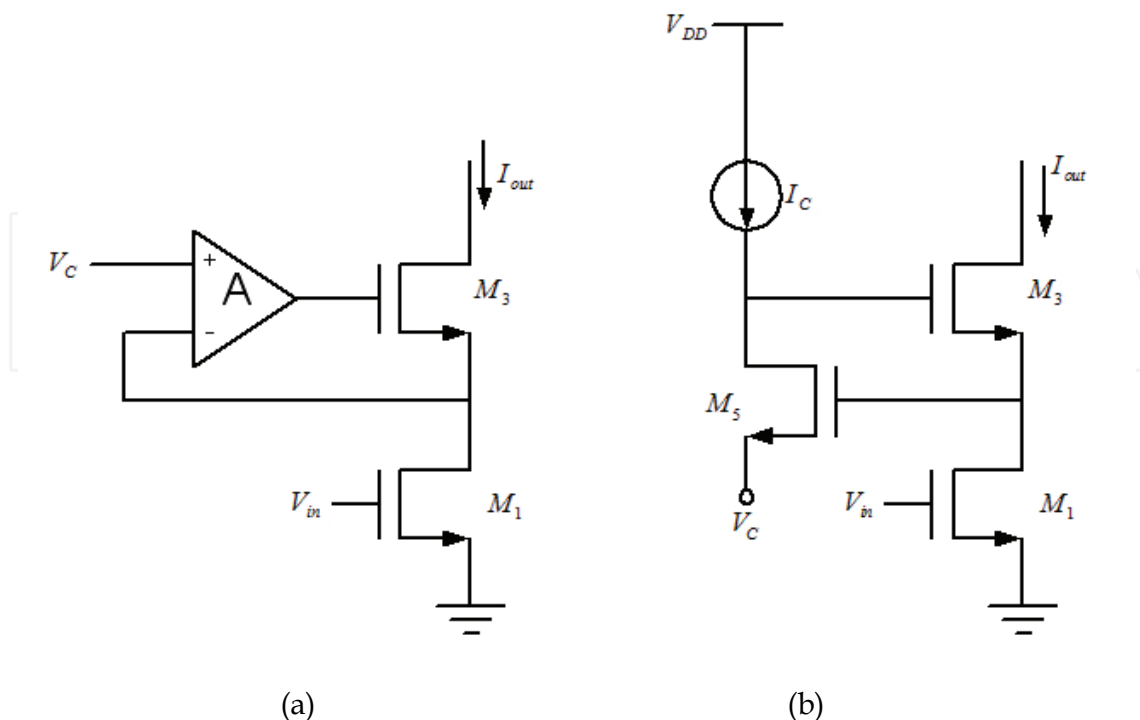 V_C
+
-
A
I_out
M_3
V_in
M_1
(a)
V_DD
I_C
I_out
M_3
M_5
V_C
V_in
M_1
(b)